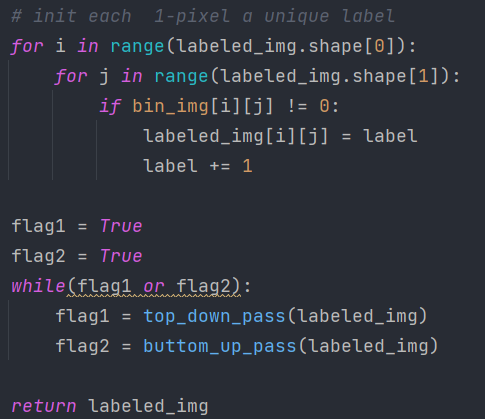 # init each  1-pixel a unique label
for i in range(labeled_img.shape[0]):
    for j in range(labeled_img.shape[1]):
        if bin_img[i][j] != 0:
            labeled_img[i][j] = label
            label += 1

flag1 = True
flag2 = True
while(flag1 or flag2):
    flag1 = top_down_pass(labeled_img)
    flag2 = buttom_up_pass(labeled_img)

return labeled_img